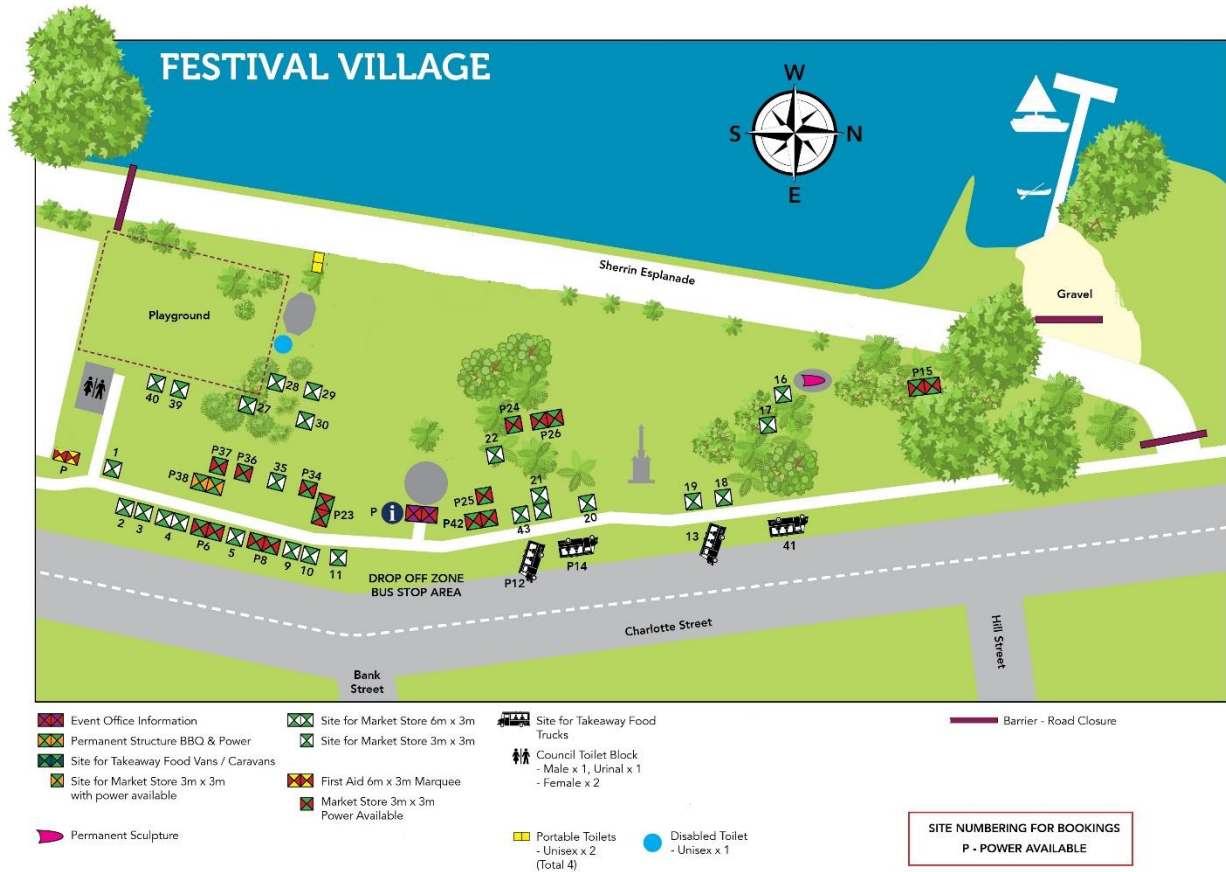 FESTIVAL VILLAGE
W
S
N
E
Sherrin Esplanade
Gravel
Playground
P15
16
17
40
39
28
29
27
30
P24
P26
22
1
P
P37
P36
35
P34
P38
P23
P
i
P25
P42
21
43
20
19
18
2
3
4
P6
5
P8
9
10
11
P12
P14
13
41
DROP OFF ZONE
BUS STOP AREA
Charlotte Street
Hill Street
Bank
Street
Event Office Information
Permanent Structure BBQ & Power
Site for Takeaway Food Vans / Caravans
Site for Market Store 3m x 3m
with power available
Permanent Sculpture
Site for Market Store 6m x 3m
Site for Market Store 3m x 3m
First Aid 6m x 3m Marquee
Market Store 3m x 3m
Power Available
Site for Takeaway Food
Trucks
Council Toilet Block
- Male x 1, Urinal x 1
- Female x 2
Portable Toilets
- Unisex x 2
(Total 4)
Disabled Toilet
- Unisex x 1
Barrier - Road Closure
SITE NUMBERING FOR BOOKINGS
P - POWER AVAILABLE